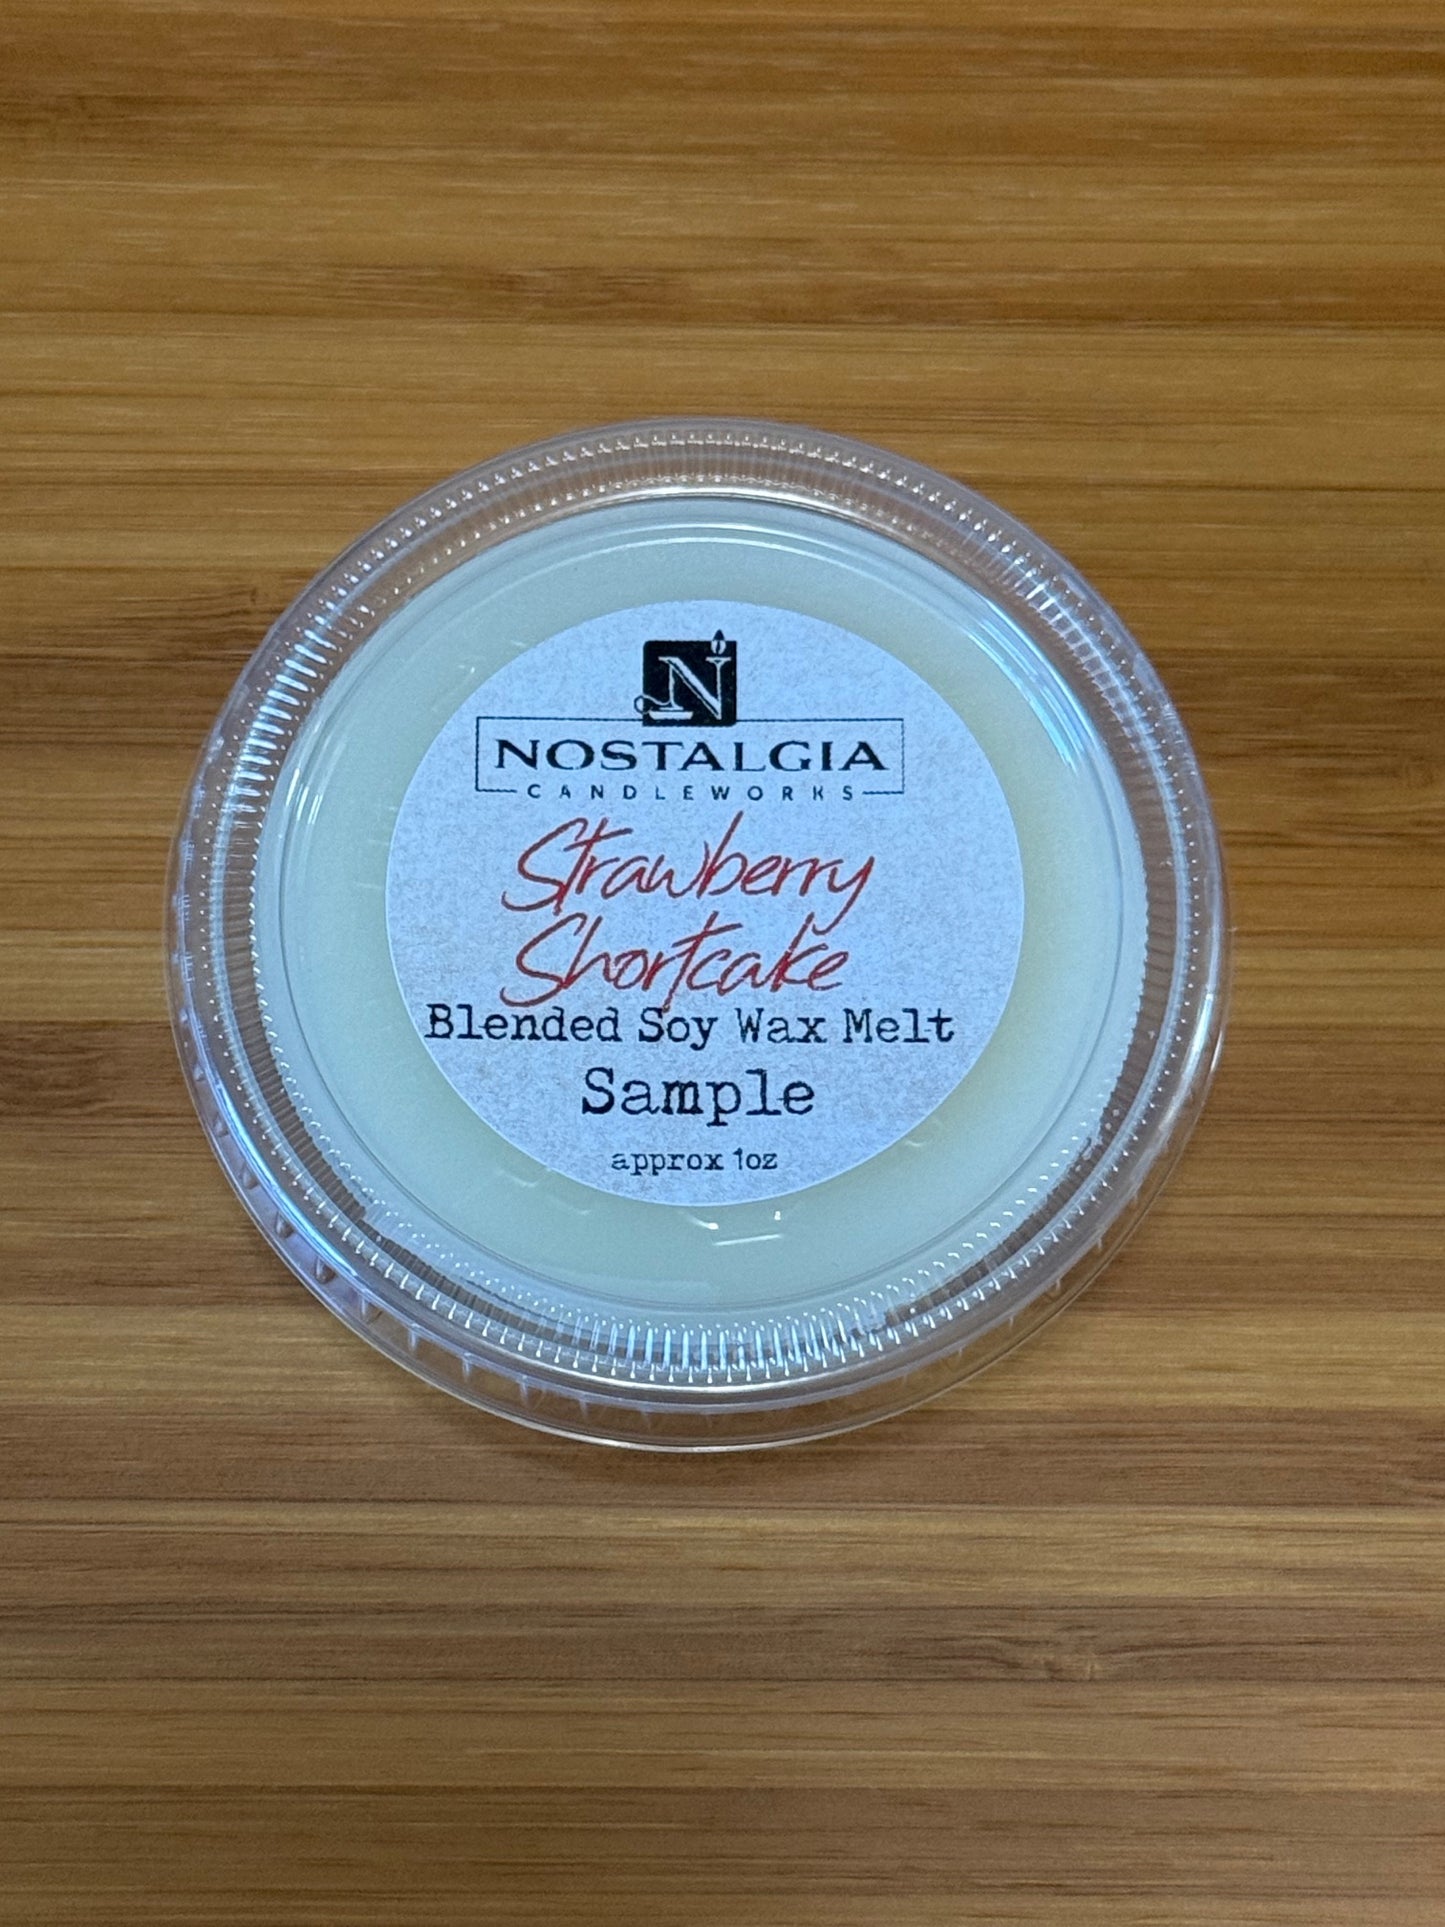 N
NOSTALGIA
CANDLEWORKS
Strawberry
Shortcake
Blended Soy Wax Melt
Sample
approx 1oz